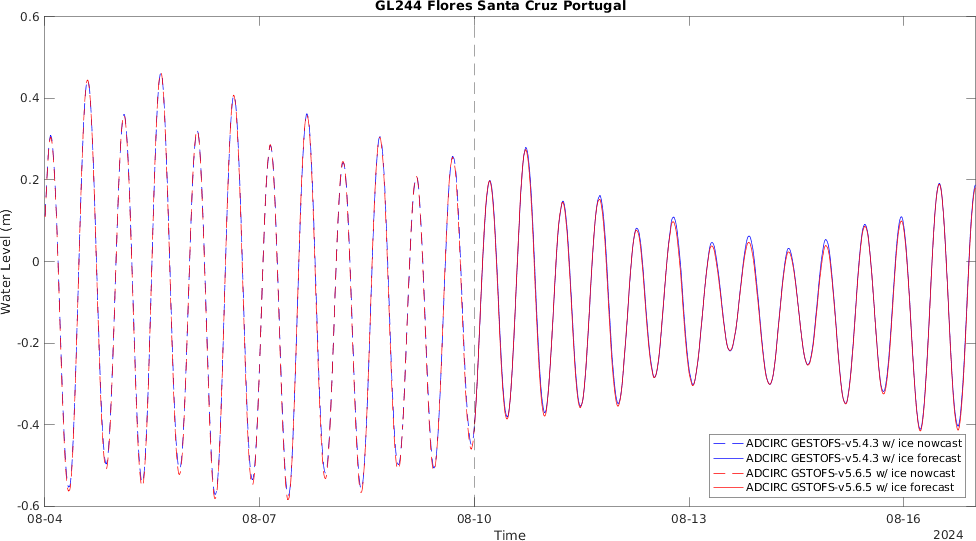 GL244 Flores Santa Cruz Portugal
0.6
0.4
0.2
0
-0.2
-0.4
-0.6
Water Level (m)
ADCIRC GESTOFS-v5.4.3 w/ ice nowcast
ADCIRC GESTOFS-v5.4.3 w/ ice forecast
ADCIRC GSTOFS-v5.6.5 w/ ice nowcast
ADCIRC GSTOFS-v5.6.5 w/ ice forecast
08-04 08-07 08-10 08-13 08-16
Time
2024